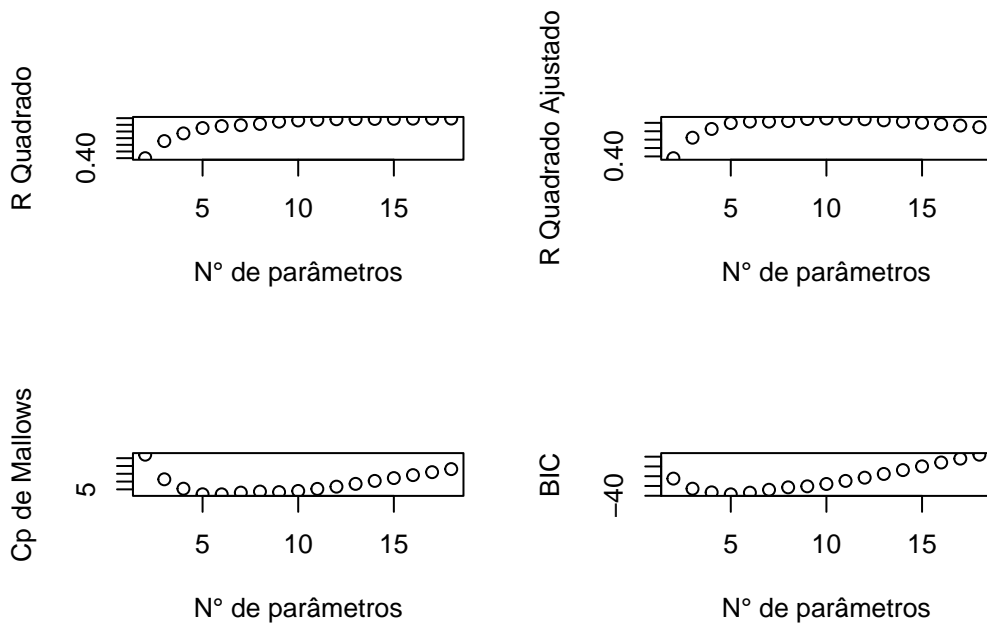 R Quadrado
0.40
5 10 15
N° de parâmetros
R Quadrado Ajustado
0.40
5 10 15
N° de parâmetros
Cp de Mallows
5
5 10 15
N° de parâmetros
BIC
−40
5 10 15
N° de parâmetros